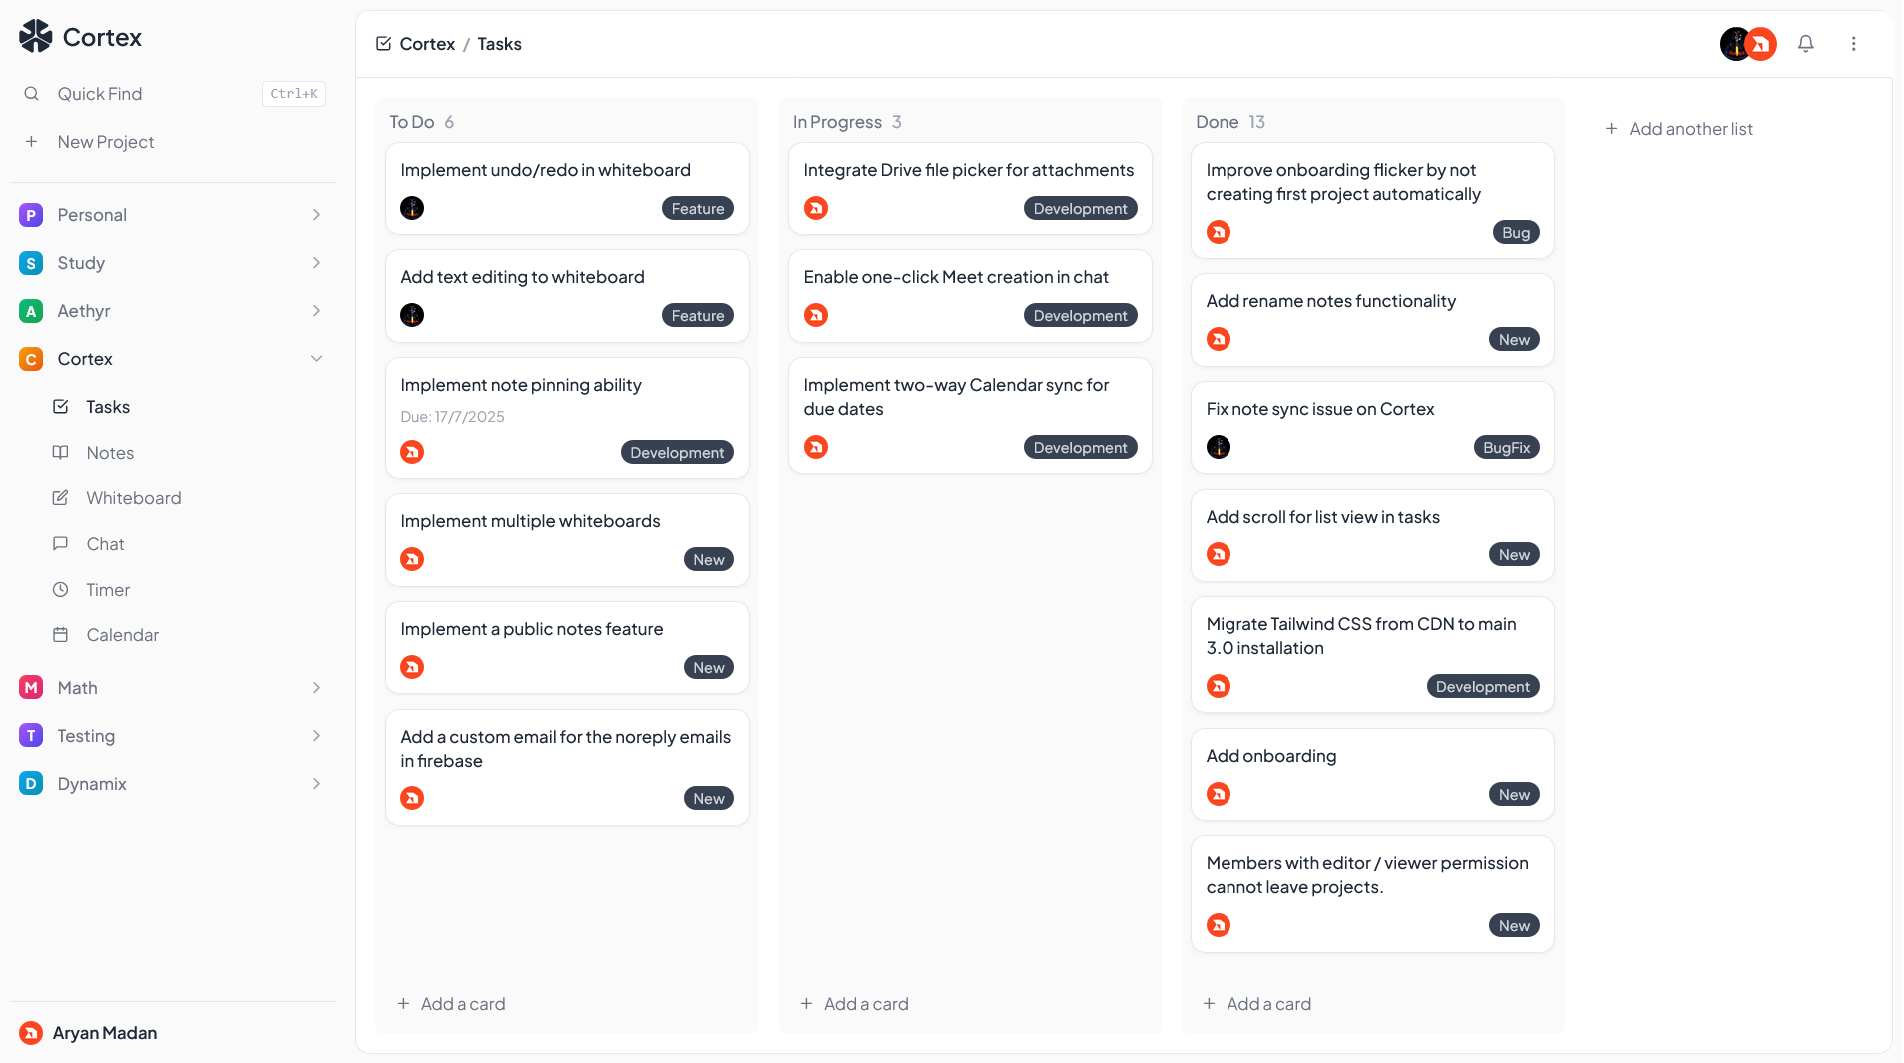 Cortex
Quick Find
Ctrl+K
New Project
P
Personal
S
Study
A
Aethyr
C
Cortex
Tasks
Notes
Whiteboard
Chat
Timer
Calendar
M
Math
T
Testing
D
Dynamix
Aryan Madan
Cortex / Tasks
To Do 6
Implement undo/redo in whiteboard
Feature
Add text editing to whiteboard
Feature
Implement note pinning ability
Due: 17/7/2025
Development
Implement multiple whiteboards
New
Implement a public notes feature
New
Add a custom email for the noreply emails
in firebase
New
Add a card
In Progress 3
Integrate Drive file picker for attachments
Development
Enable one-click Meet creation in chat
Development
Implement two-way Calendar sync for
due dates
Development
Add a card
Done 13
Improve onboarding flicker by not
creating first project automatically
Bug
Add rename notes functionality
New
Fix note sync issue on Cortex
BugFix
Add scroll for list view in tasks
New
Migrate Tailwind CSS from CDN to main
3.0 installation
Development
Add onboarding
New
Members with editor / viewer permission
cannot leave projects.
New
Add a card
Add another list